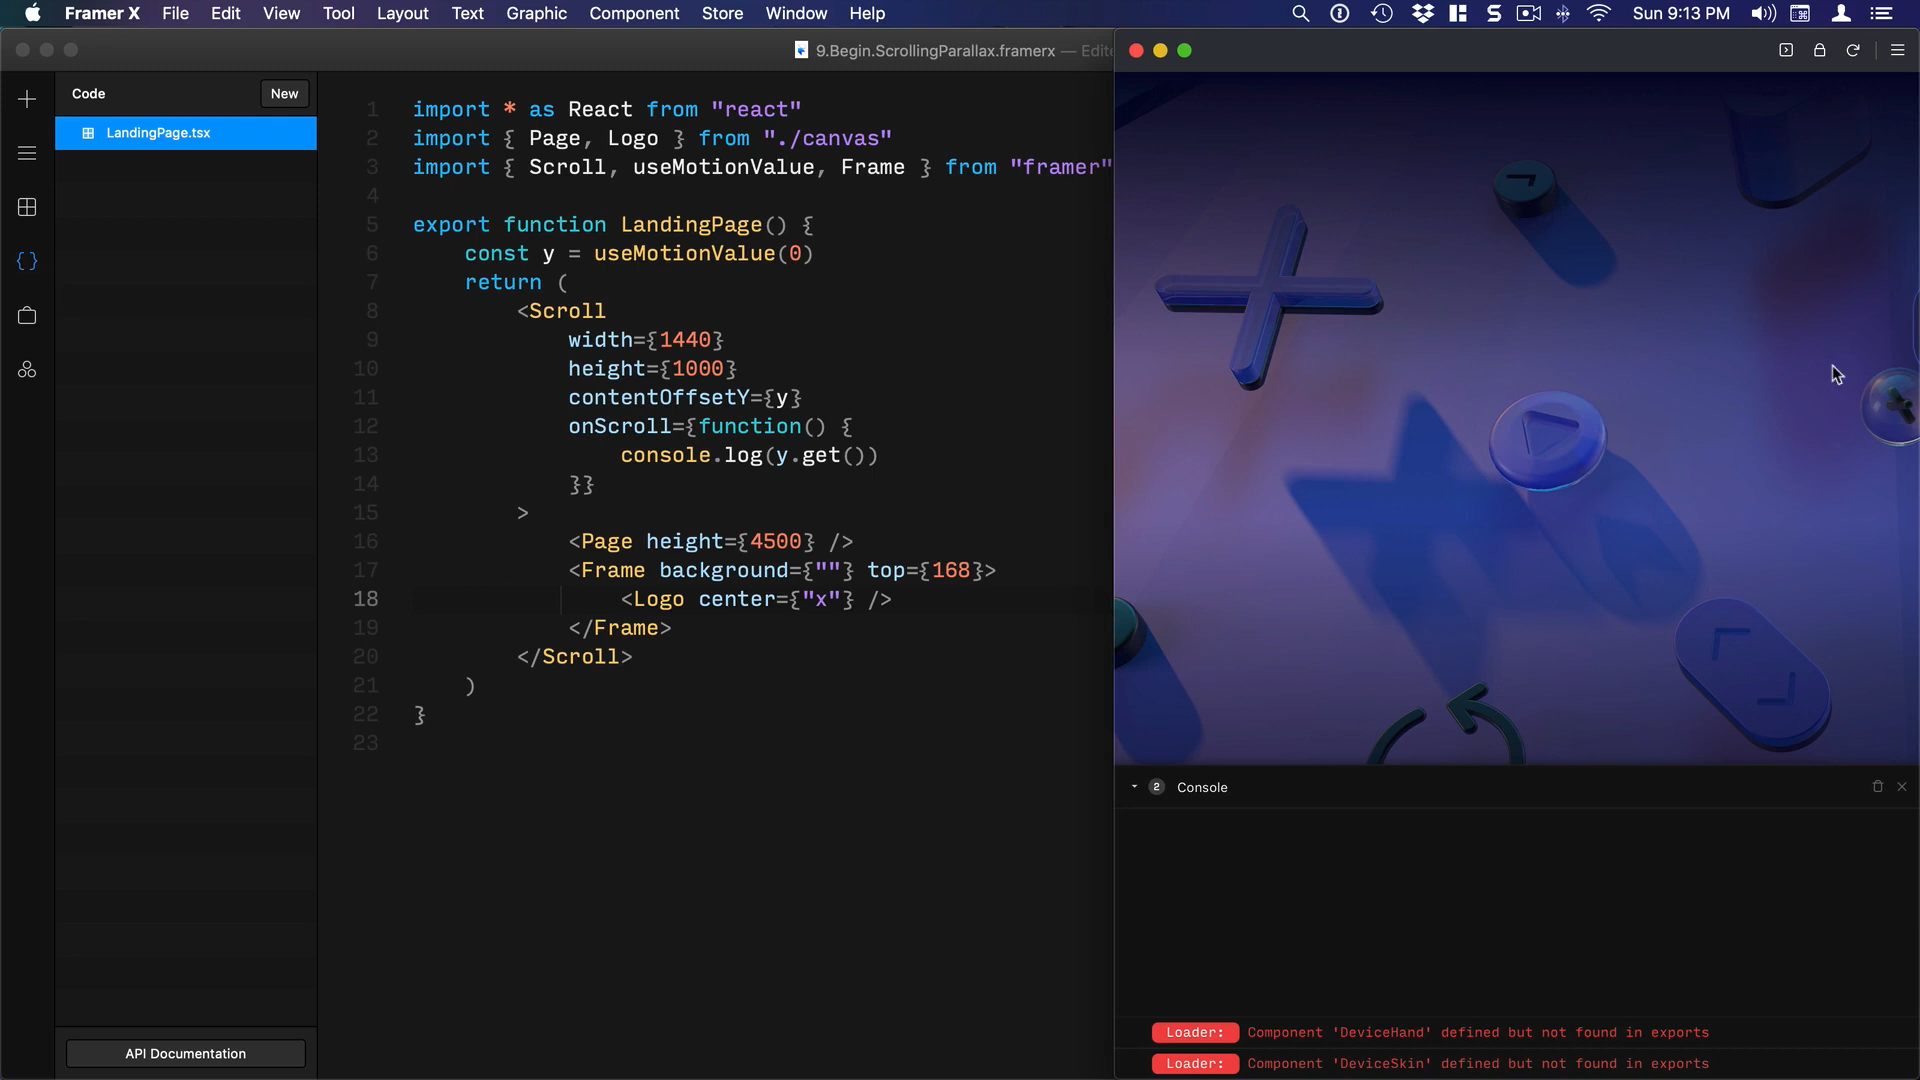 Framer X File Edit View Tool Layout Text Graphic Component Store Window Help
Sun 9:13 PM
9.Begin.ScrollingParallax.framerx — Edite
Code
New
LandingPage.tsx
API Documentation
1 import * as React from "react"
2 import { Page, Logo } from "./canvas"
3 import { Scroll, useMotionValue, Frame } from "framer"
4
5 export function LandingPage() {
6 const y = useMotionValue(0)
7 return (
8 <Scroll
9 width={1440}
10 height={1000}
11 contentOffsetY={y}
12 onScroll={function() {
13 console.log(y.get())
14 }}
15 >
16 <Page height={4500} />
17 <Frame background={""} top={168}>
18 <Logo center={"x"} />
19 </Frame>
20 </Scroll>
21 )
22 }
23
2 Console
Loader: Component 'DeviceHand' defined but not found in exports
Loader: Component 'DeviceSkin' defined but not found in exports